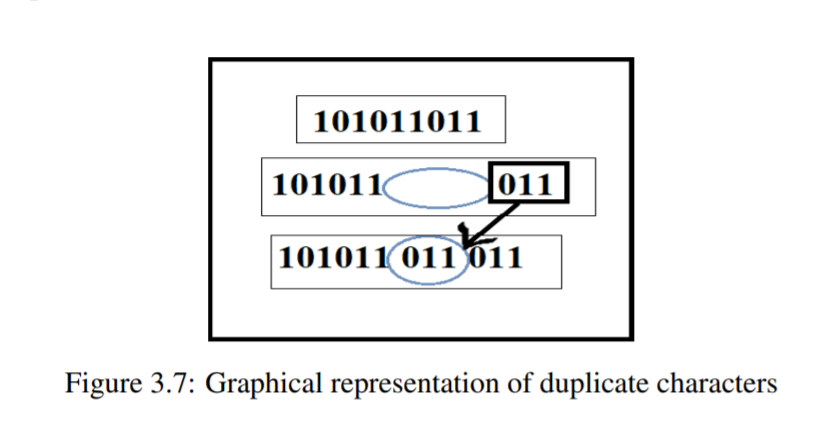 101011011
101011 011
101011 011 011
Figure 3.7: Graphical representation of duplicate characters